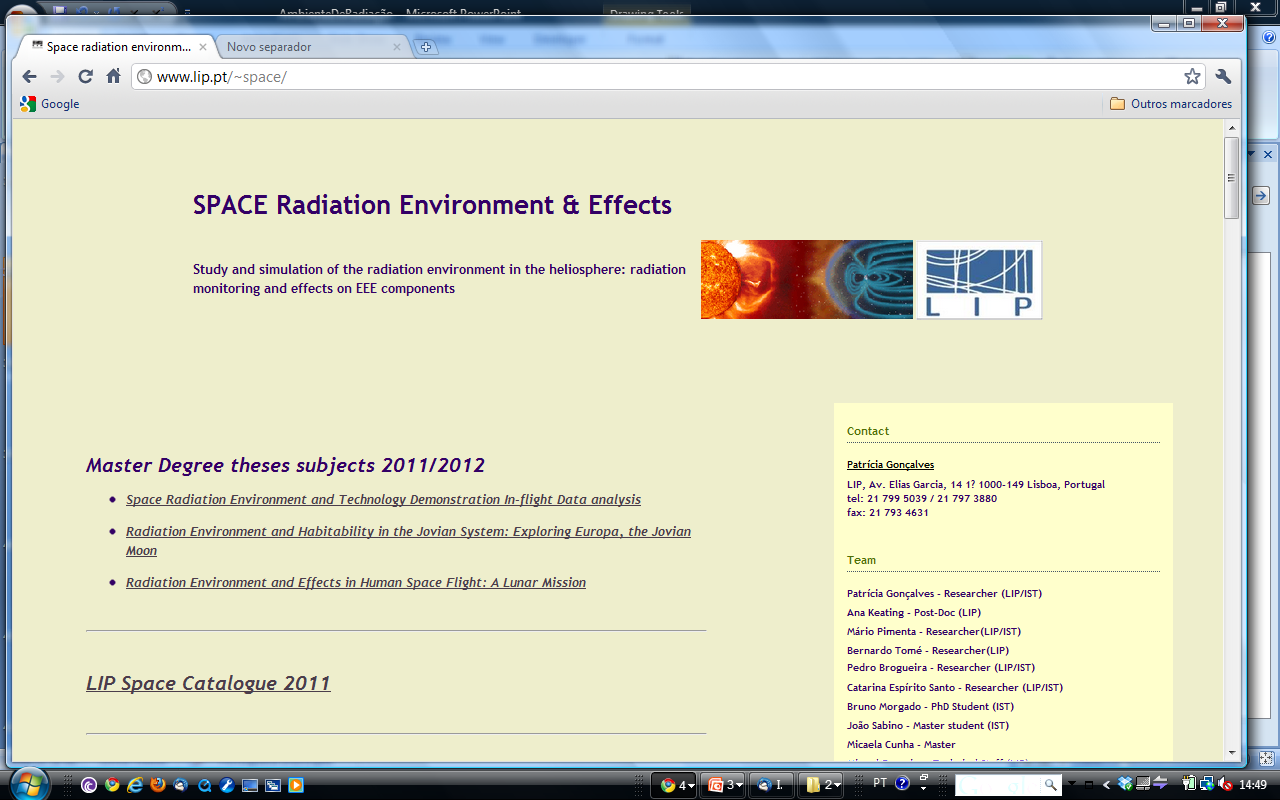 AmbienteDeRadiação - Microsoft PowerPoint
Drawing Tools
Space radiation environm...
Novo separador
www.lip.pt/~space/
Google
Outros marcadores
SPACE Radiation Environment & Effects
Study and simulation of the radiation environment in the heliosphere: radiation
monitoring and effects on EEE components
LIP
Master Degree theses subjects 2011/2012
Space Radiation Environment and Technology Demonstration In-flight Data analysis
Radiation Environment and Habitability in the Jovian System: Exploring Europa, the Jovian
Moon
Radiation Environment and Effects in Human Space Flight: A Lunar Mission
LIP Space Catalogue 2011
Contact
Patrícia Gonçalves
LIP, Av. Elias Garcia, 14 1? 1000-149 Lisboa, Portugal
tel: 21 799 5039 / 21 797 3880
fax: 21 793 4631
Team
Patrícia Gonçalves - Researcher (LIP/IST)
Ana Keating - Post-Doc (LIP)
Mário Pimenta - Researcher(LIP/IST)
Bernardo Tomé - Researcher(LIP)
Pedro Brogueira - Researcher (LIP/IST)
Catarina Espírito Santo - Researcher (LIP/IST)
Bruno Morgado - PhD Student (IST)
João Sabino - Master student (IST)
Micaela Cunha - Master
4
3
I.
2
PT
14:49